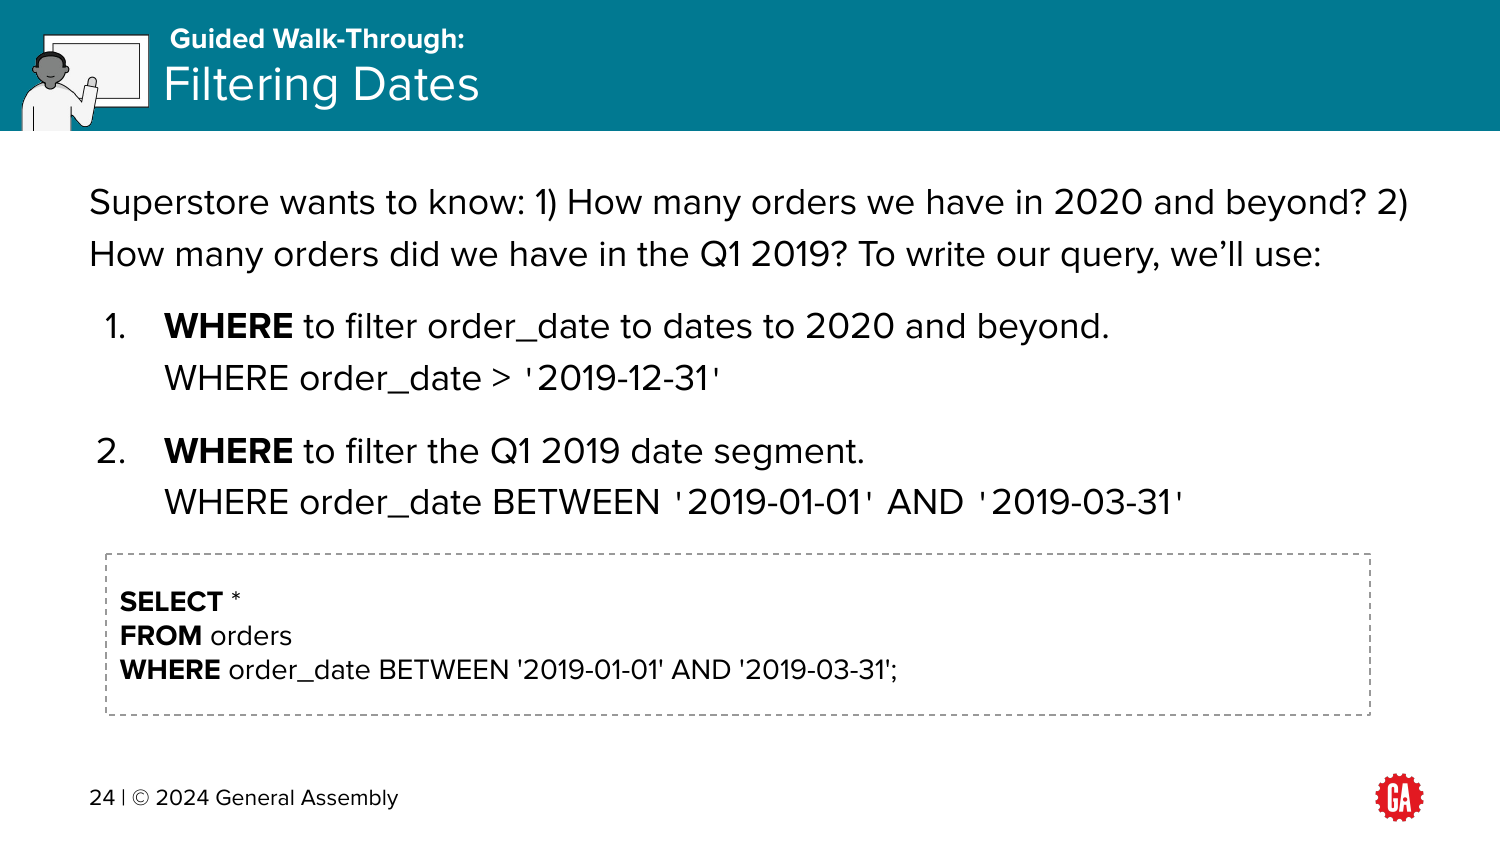 Guided Walk-Through:
Filtering Dates
Superstore wants to know: 1) How many orders we have in 2020 and beyond? 2)
How many orders did we have in the Q1 2019? To write our query, we’ll use:
1. WHERE to filter order_date to dates to 2020 and beyond.
WHERE order_date > '2019-12-31'
2. WHERE to filter the Q1 2019 date segment.
WHERE order_date BETWEEN '2019-01-01' AND '2019-03-31'
SELECT *
FROM orders
WHERE order_date BETWEEN '2019-01-01' AND '2019-03-31';
24 | © 2024 General Assembly
GA